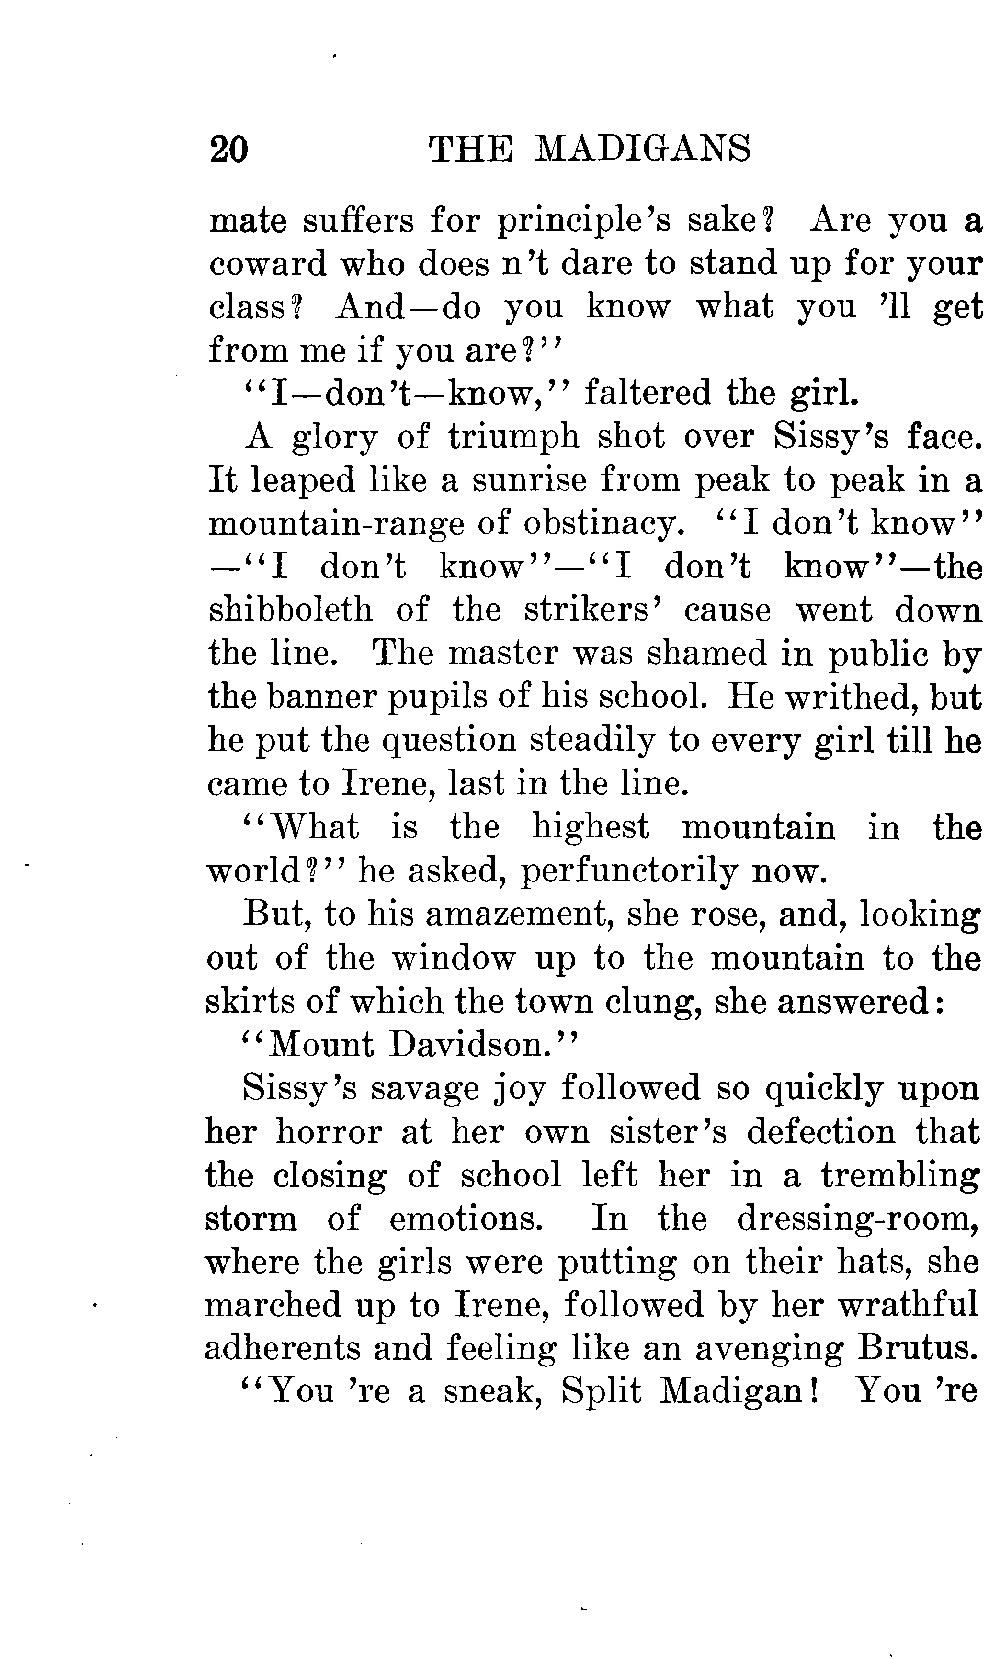 20 THE MADIGANS
mate suffers for principle's sake? Are you a
coward who does n't dare to stand up for your
class? And—do you know what you 'll get
from me if you are?"
"I—don't—know," faltered the girl.
A glory of triumph shot over Sissy's face.
It leaped like a sunrise from peak to peak in a
mountain-range of obstinacy. "I don't know"
—"I don't know"—"I don't know"—the
shibboleth of the strikers' cause went down
the line. The master was shamed in public by
the banner pupils of his school. He writhed, but
he put the question steadily to every girl till he
came to Irene, last in the line.
"What is the highest mountain in the
world?" he asked, perfunctorily now.
But, to his amazement, she rose, and, looking
out of the window up to the mountain to the
skirts of which the town clung, she answered:
"Mount Davidson."
Sissy's savage joy followed so quickly upon
her horror at her own sister's defection that
the closing of school left her in a trembling
storm of emotions. In the dressing-room,
where the girls were putting on their hats, she
marched up to Irene, followed by her wrathful
adherents and feeling like an avenging Brutus.
"You 're a sneak, Split Madigan! You 're